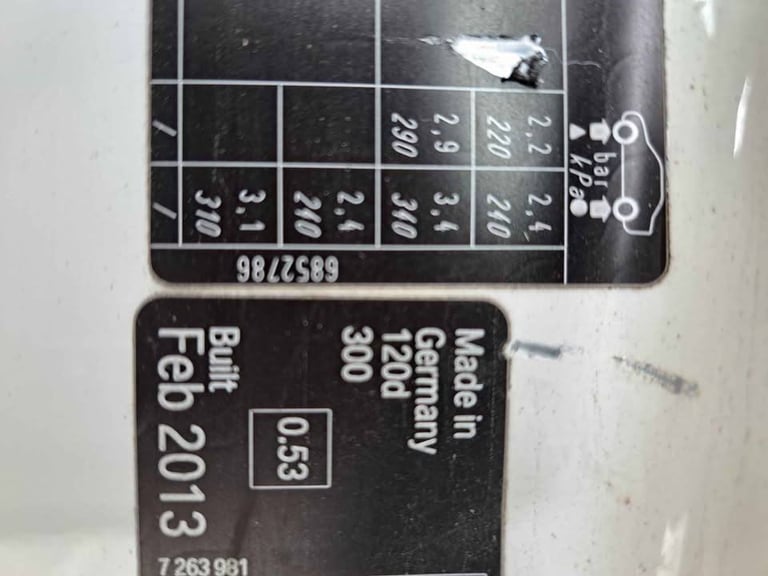 bar
kPa
2,2 2,4
220 240
2,9 3,4
290 340
2,4
240
3,1
310
/ /
6852786
Made in
Germany
120d
300
0.53
Built
Feb 2013
7 263 981